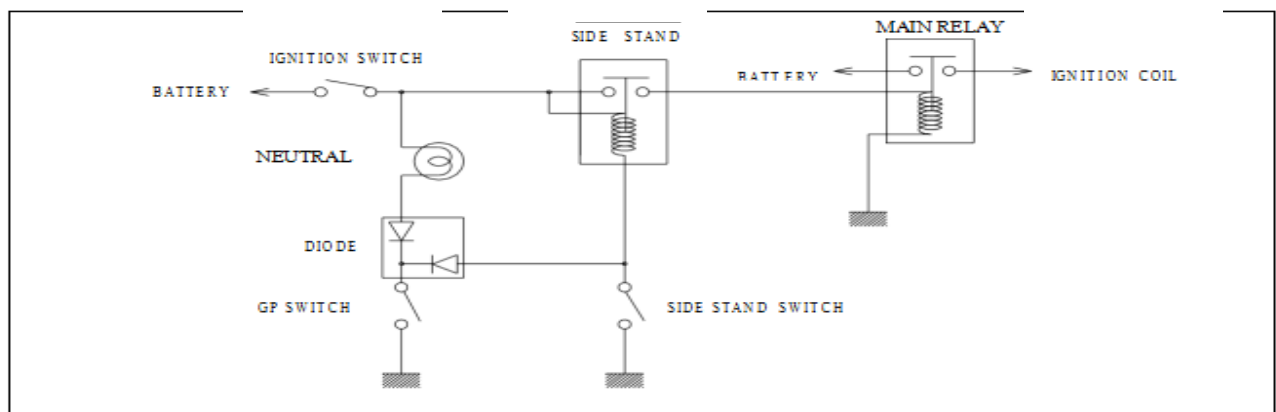 MAIN RELAY
SIDE STAND
IGNITION SWITCH
BATTERY
IGNITION COIL
BATTERY
NEUTRAL
DIODE
GP SWITCH
SIDE STAND SWITCH